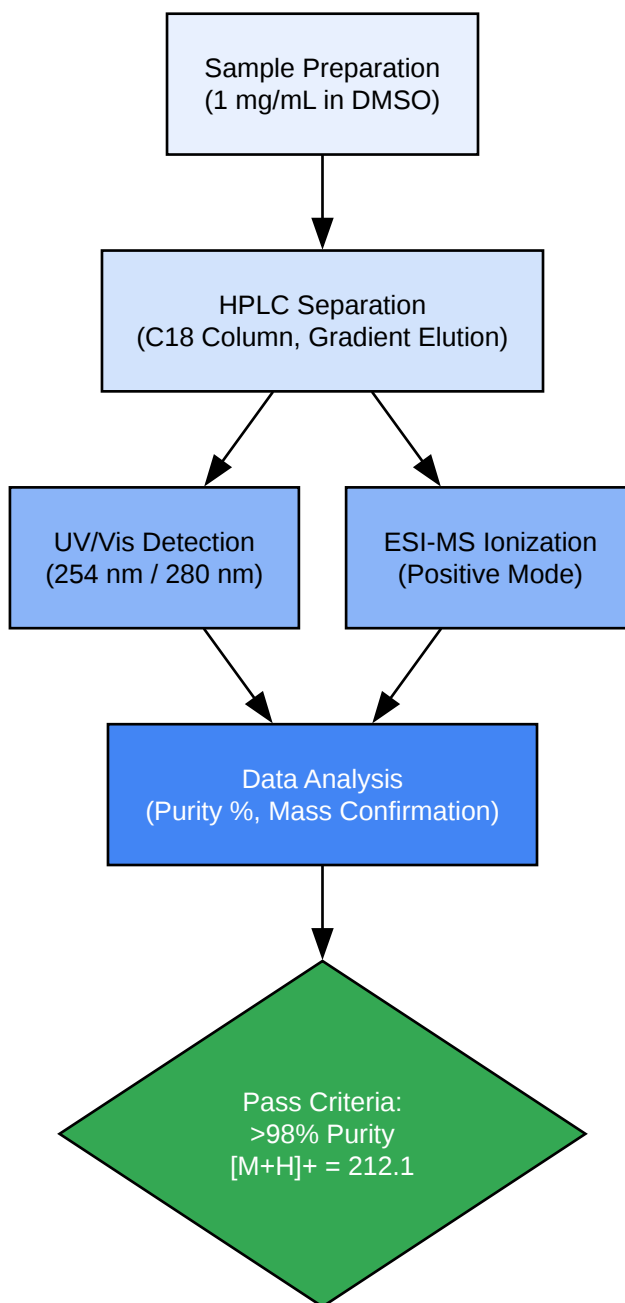 Sample Preparation
(1 mg/mL in DMSO)
HPLC Separation
(C18 Column, Gradient Elution)
UV/Vis Detection
(254 nm / 280 nm)
ESI-MS Ionization
(Positive Mode)
Data Analysis
(Purity %, Mass Confirmation)
Pass Criteria:
>98% Purity
[M+H]+ = 212.1